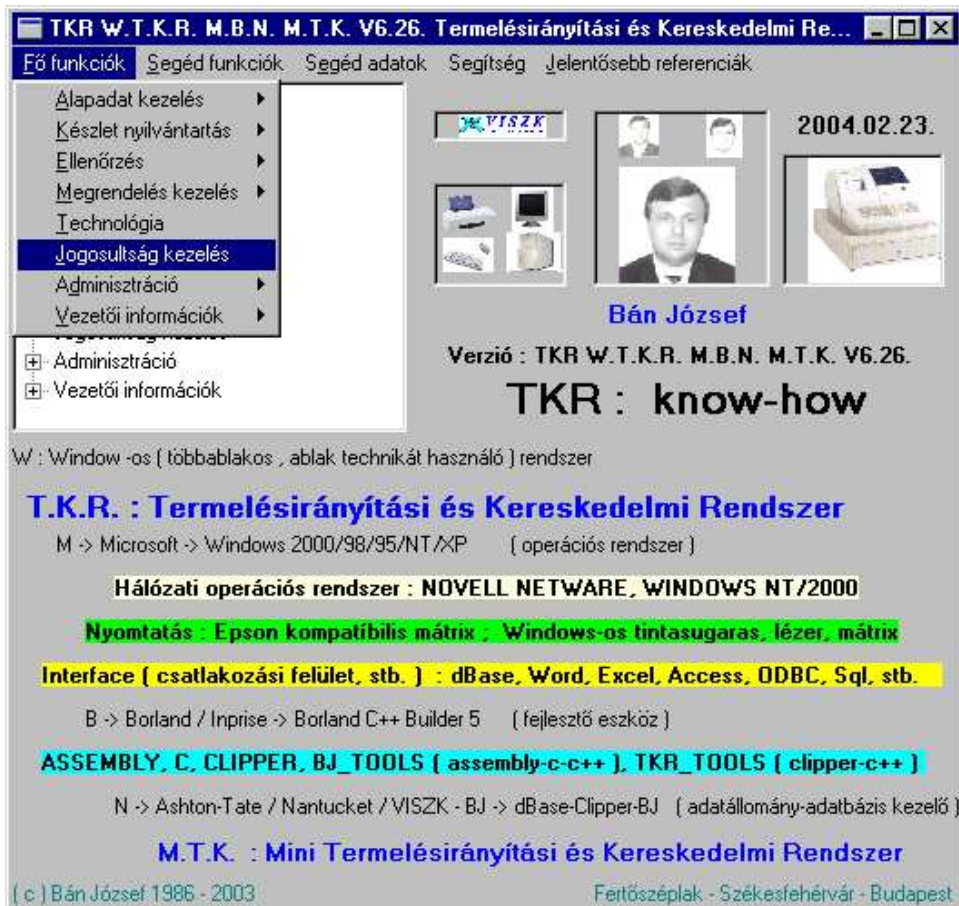 TKR W.T.K.R. M.B.N. M.T.K. V6.26. Termelésirányítási és Kereskedelmi Re...
Fő funkciók Segéd funkciók Segéd adatok Segítség Jelentősebb referenciák
Alapadat kezelés
Készlet nyilvántartás
Ellenőrzés
Megrendelés kezelés
Technológia
Jogosultság kezelés
Adminisztráció
Vezetői információk
Adminisztráció
Vezetői információk
VISZK
2004.02.23.
Bán József
Verzió : TKR W.T.K.R. M.B.N. M.T.K. V6.26.
TKR : know-how
W : Window -os ( többablakos , ablak technikát használó ) rendszer
T.K.R. : Termelésirányítási és Kereskedelmi Rendszer
M -> Microsoft -> Windows 2000/98/95/NT/XP ( operációs rendszer )
Hálózati operációs rendszer : NOVELL NETWARE, WINDOWS NT/2000
Nyomtatás : Epson kompatíbilis mátrix ; Windows-os tintasugaras, lézer, mátrix
Interface ( csatlakozási felület, stb. ) : dBase, Word, Excel, Access, ODBC, Sql, stb.
B -> Borland / Inprise -> Borland C++ Builder 5 ( fejlesztő eszköz )
ASSEMBLY, C, CLIPPER, BJ_TOOLS ( assembly-c-c++ ), TKR_TOOLS ( clipper-c++ )
N -> Ashton-Tate / Nantucket / VISZK - BJ -> dBase-Clipper-BJ ( adatállomány-adatbázis kezelő )
M.T.K. : Mini Termelésirányítási és Kereskedelmi Rendszer
( c ) Bán József 1986 - 2003
Fertőszéplak - Székesfehérvár - Budapest